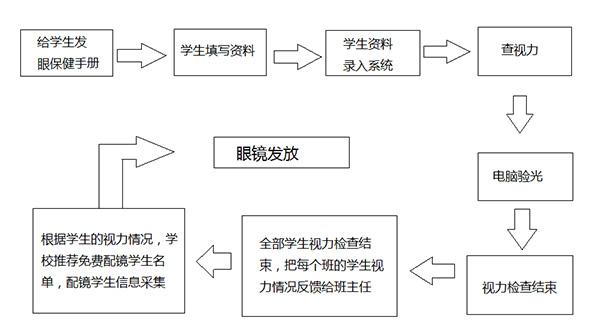 给学生发
眼保健手册
学生填写资料
学生资料
录入系统
查视力
电脑验光
视力检查结束
全部学生视力检查结
束，把每个班的学生视
力情况反馈给班主任
根据学生的视力情况，学
校推荐免费配镜学生名
单，配镜学生信息采集
眼镜发放